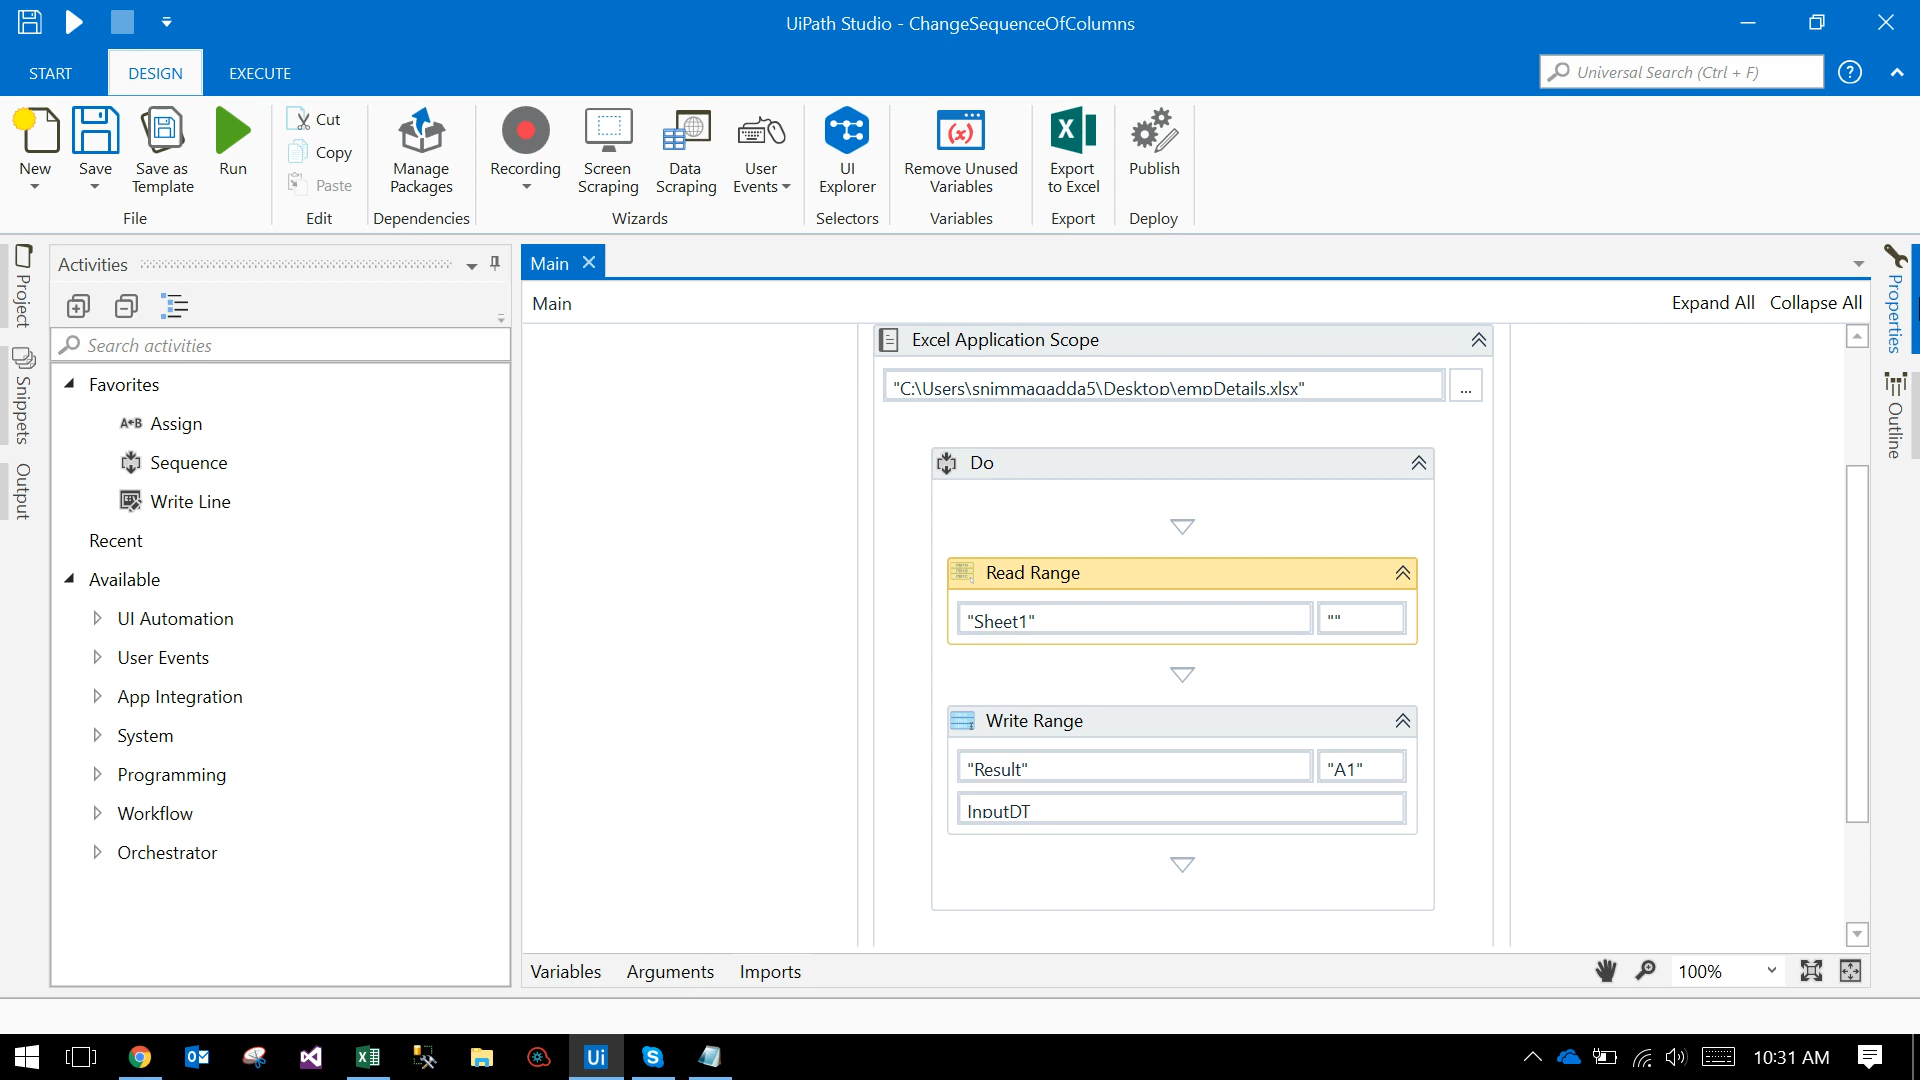 UiPath Studio - ChangeSequenceOfColumns
START
DESIGN
EXECUTE
Universal Search (Ctrl + F)
New
Save
Save as
Template
Run
File
Cut
Copy
Paste
Edit
Manage
Packages
Dependencies
Recording
Screen
Scraping
Data
Scraping
User
Events
Wizards
UI
Explorer
Selectors
Remove Unused
Variables
Variables
Export
to Excel
Export
Publish
Deploy
Project
Snippets
Output
Activities
Search activities
Favorites
A←B Assign
Sequence
Write Line
Recent
Available
UI Automation
User Events
App Integration
System
Programming
Workflow
Orchestrator
Main
Main
Expand All Collapse All
Excel Application Scope
"C:\Users\snimmagadda5\Desktop\empDetails.xlsx"
...
Do
Read Range
"Sheet1"
""
Write Range
"Result"
"A1"
InputDT
Variables
Arguments
Imports
100%
Properties
Outline
Ui
10:31 AM